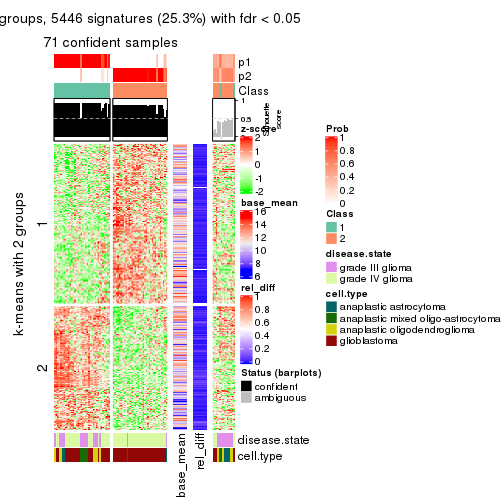 groups, 5446 signatures (25.3%) with fdr < 0.05
71 confident samples
p1
p2
Class
1
0.5
0
Silhouette
score
z-score
2
1
0
-1
-2
base_mean
16
14
12
10
8
6
rel_diff
1
0.8
0.6
0.4
0.2
0
Status (barplots)
confident
ambiguous
Prob
1
0.8
0.6
0.4
0.2
0
Class
1
2
disease.state
grade III glioma
grade IV glioma
cell.type
anaplastic astrocytoma
anaplastic mixed oligo-astrocytoma
anaplastic oligodendroglioma
glioblastoma
k-means with 2 groups
1
2
disease.state
cell.type
base_mean
rel_diff